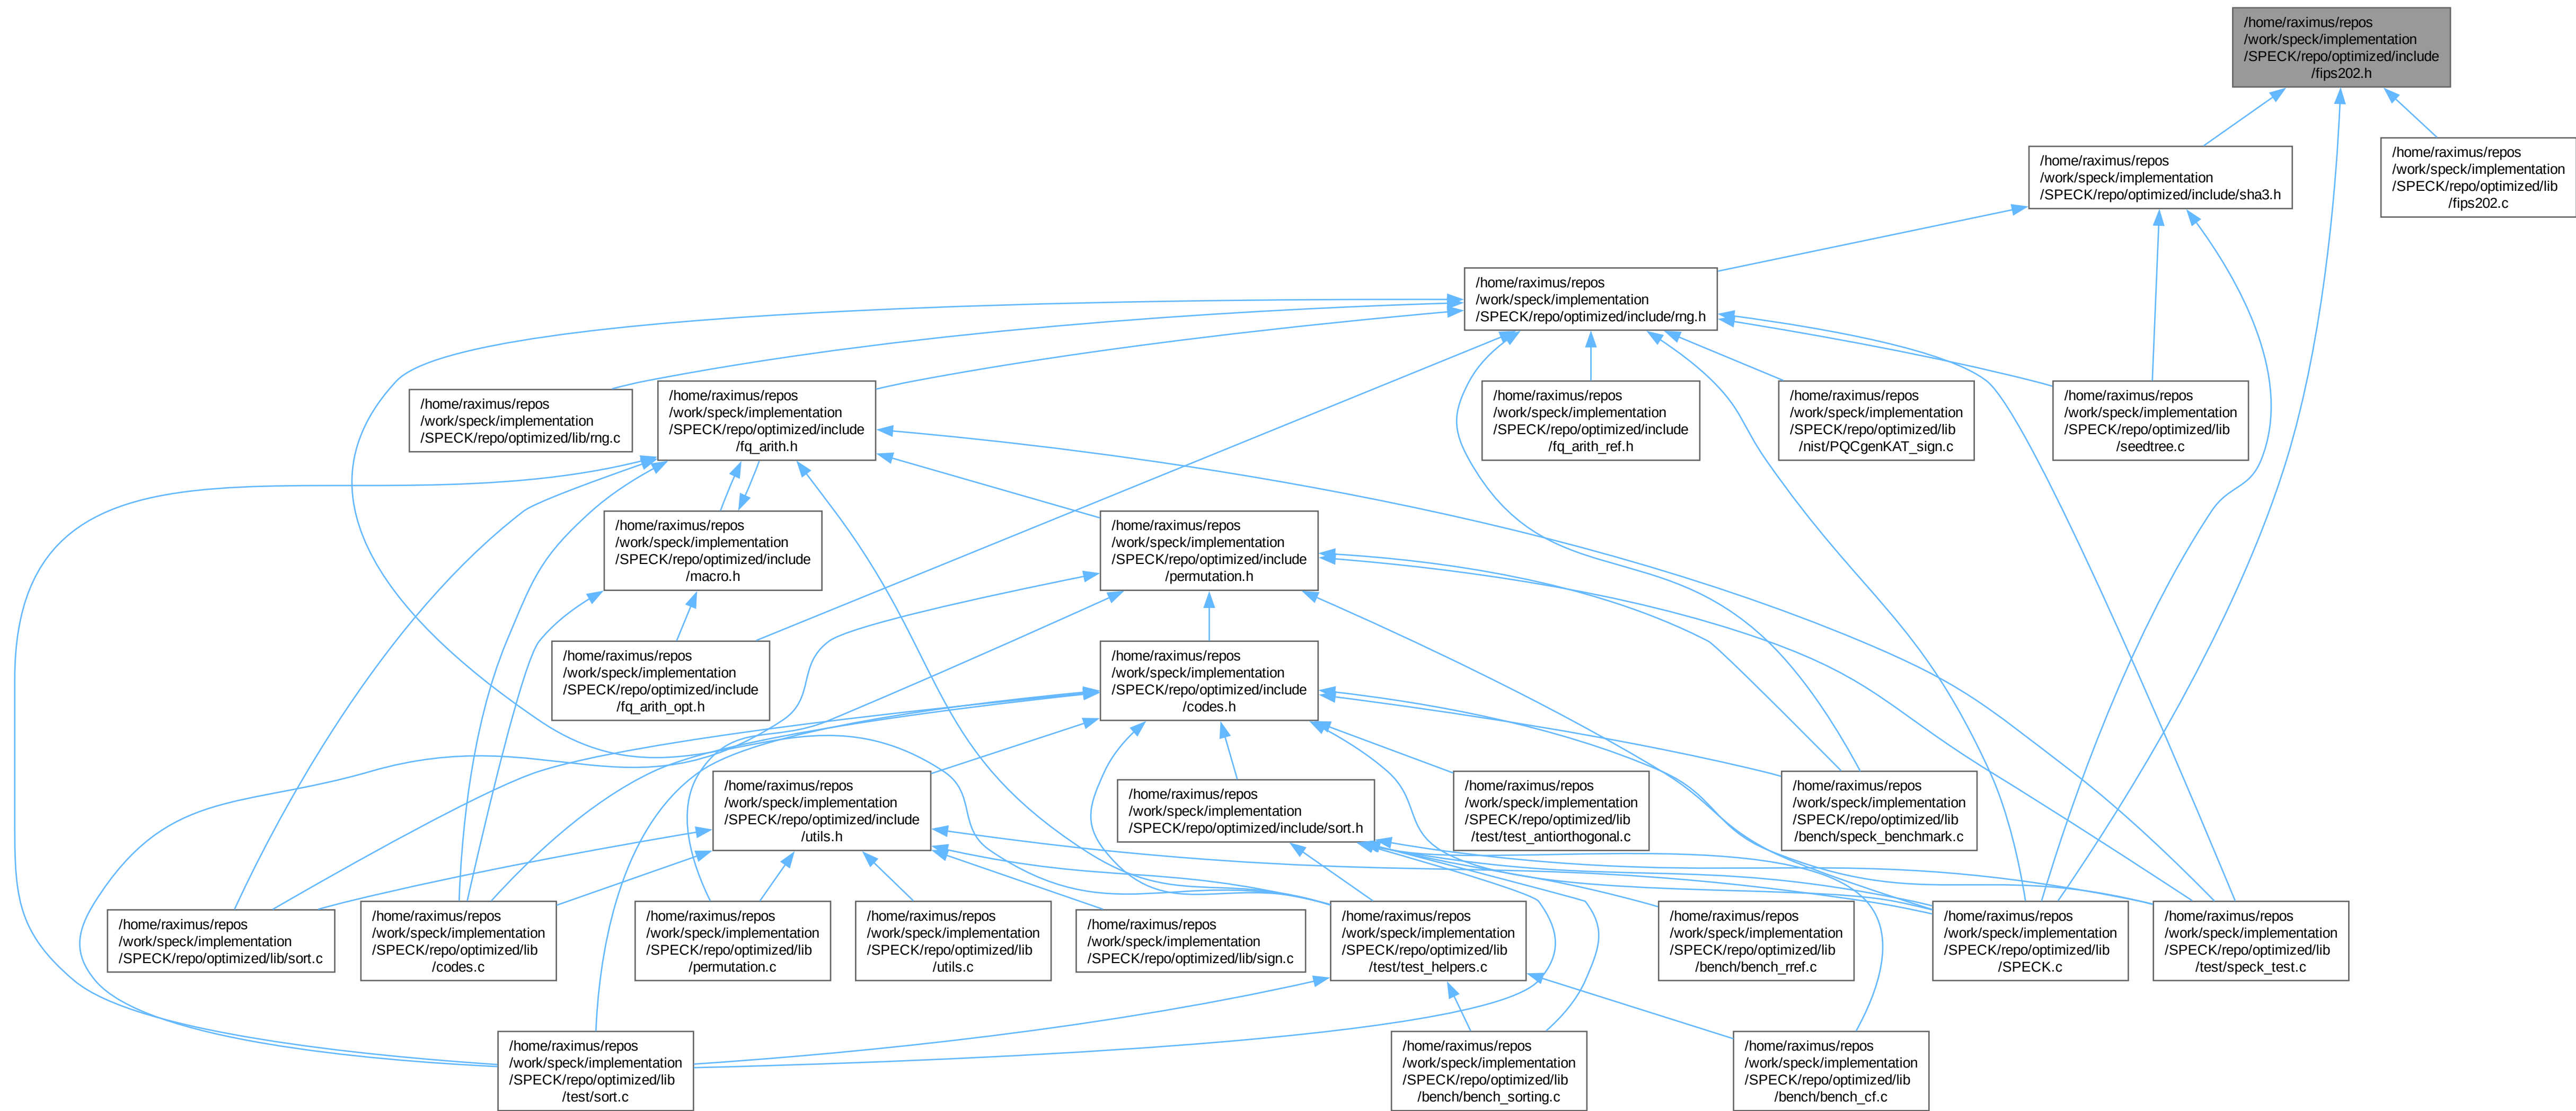 /home/raximus/repos
/work/speck/implementation
/SPECK/repo/optimized/include
/fips202.h
/home/raximus/repos
/work/speck/implementation
/SPECK/repo/optimized/include/sha3.h
/home/raximus/repos
/work/speck/implementation
/SPECK/repo/optimized/lib
/fips202.c
/home/raximus/repos
/work/speck/implementation
/SPECK/repo/optimized/include/rng.h
/home/raximus/repos
/work/speck/implementation
/SPECK/repo/optimized/lib/rng.c
/home/raximus/repos
/work/speck/implementation
/SPECK/repo/optimized/include
/fq_arith.h
/home/raximus/repos
/work/speck/implementation
/SPECK/repo/optimized/include
/fq_arith_ref.h
/home/raximus/repos
/work/speck/implementation
/SPECK/repo/optimized/lib
/nist/PQCgenKAT_sign.c
/home/raximus/repos
/work/speck/implementation
/SPECK/repo/optimized/lib
/seedtree.c
/home/raximus/repos
/work/speck/implementation
/SPECK/repo/optimized/include
/macro.h
/home/raximus/repos
/work/speck/implementation
/SPECK/repo/optimized/include
/permutation.h
/home/raximus/repos
/work/speck/implementation
/SPECK/repo/optimized/include
/fq_arith_opt.h
/home/raximus/repos
/work/speck/implementation
/SPECK/repo/optimized/include
/codes.h
/home/raximus/repos
/work/speck/implementation
/SPECK/repo/optimized/include
/utils.h
/home/raximus/repos
/work/speck/implementation
/SPECK/repo/optimized/include/sort.h
/home/raximus/repos
/work/speck/implementation
/SPECK/repo/optimized/lib
/test/test_antiorthogonal.c
/home/raximus/repos
/work/speck/implementation
/SPECK/repo/optimized/lib
/bench/speck_benchmark.c
/home/raximus/repos
/work/speck/implementation
/SPECK/repo/optimized/lib/sort.c
/home/raximus/repos
/work/speck/implementation
/SPECK/repo/optimized/lib
/codes.c
/home/raximus/repos
/work/speck/implementation
/SPECK/repo/optimized/lib
/permutation.c
/home/raximus/repos
/work/speck/implementation
/SPECK/repo/optimized/lib
/utils.c
/home/raximus/repos
/work/speck/implementation
/SPECK/repo/optimized/lib/sign.c
/home/raximus/repos
/work/speck/implementation
/SPECK/repo/optimized/lib
/test/test_helpers.c
/home/raximus/repos
/work/speck/implementation
/SPECK/repo/optimized/lib
/bench/bench_rref.c
/home/raximus/repos
/work/speck/implementation
/SPECK/repo/optimized/lib
/SPECK.c
/home/raximus/repos
/work/speck/implementation
/SPECK/repo/optimized/lib
/test/speck_test.c
/home/raximus/repos
/work/speck/implementation
/SPECK/repo/optimized/lib
/test/sort.c
/home/raximus/repos
/work/speck/implementation
/SPECK/repo/optimized/lib
/bench/bench_sorting.c
/home/raximus/repos
/work/speck/implementation
/SPECK/repo/optimized/lib
/bench/bench_cf.c